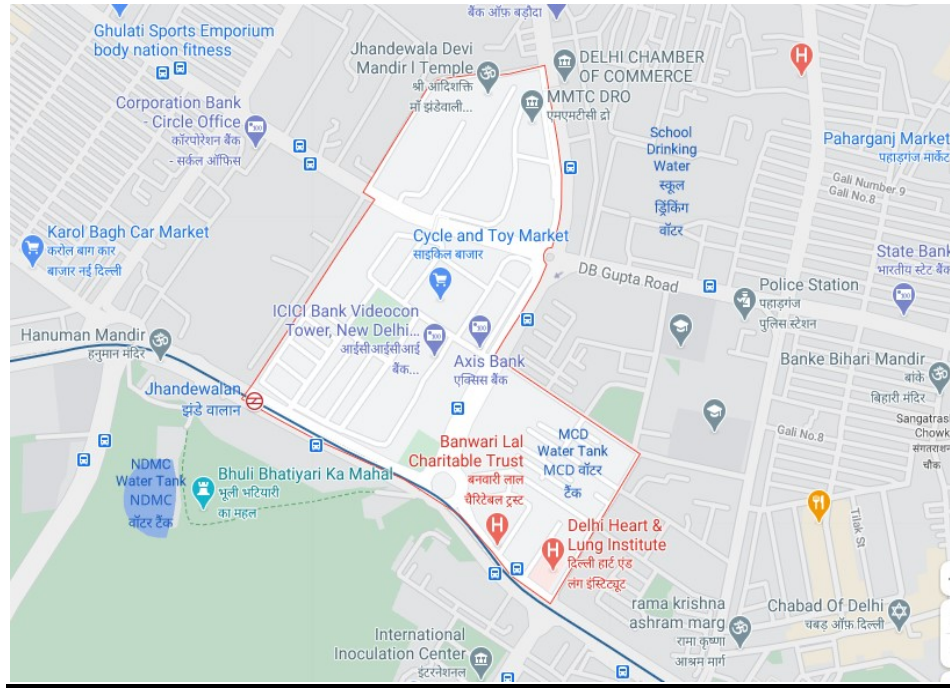 बैंक ऑफ़ बड़ौदा
Ghulati Sports Emporium
body nation fitness
Jhandewala Devi
Mandir l Temple
श्री आदिशक्ति
माँ झंडेवाली...
DELHI CHAMBER
OF COMMERCE
MMTC DRO
एमएमटीसी द्रो
Corporation Bank
- Circle Office
कॉरपोरेशन बैंक
- सर्कल ऑफिस
School
Drinking
Water
स्कूल
ड्रिंकिंग
वॉटर
Paharganj Market
पहाड़गंज मार्केट
Gali Number 9
Gali No.8
Karol Bagh Car Market
करोल बाग कार
बाजार नई दिल्ली
Cycle and Toy Market
साइकिल बाजार
DB Gupta Road
State Bank
भारतीय स्टेट बैंक
Police Station
पहाड़गंज
पुलिस स्टेशन
ICICI Bank Videocon
Tower, New Delhi...
आईसीआईसीआई
बैंक...
Hanuman Mandir
हनुमान मंदिर
Axis Bank
एक्सिस बैंक
Banke Bihari Mandir
बांके
बिहारी मंदिर
Jhandewalan
झंडे वालान
Sangatras
Chowk
संगतराशन
चौक
Gali No.8
Banwari Lal
Charitable Trust
बनवारी लाल
चैरिटेबल ट्रस्ट
MCD
Water Tank
MCD वॉटर
टैंक
NDMC
Water Tank
NDMC
वॉटर टैंक
Bhuli Bhatiyari Ka Mahal
भूली भटियारी
का महल
Tilak St
Delhi Heart &
Lung Institute
दिल्ली हार्ट एंड
लंग इंस्टिट्यूट
rama krishna
ashram marg
रामा कृष्णा
आश्रम मार्ग
Chabad Of Delhi
चबड़ ऑफ़ दिल्ली
International
Inoculation Center
इंटरनेशनल